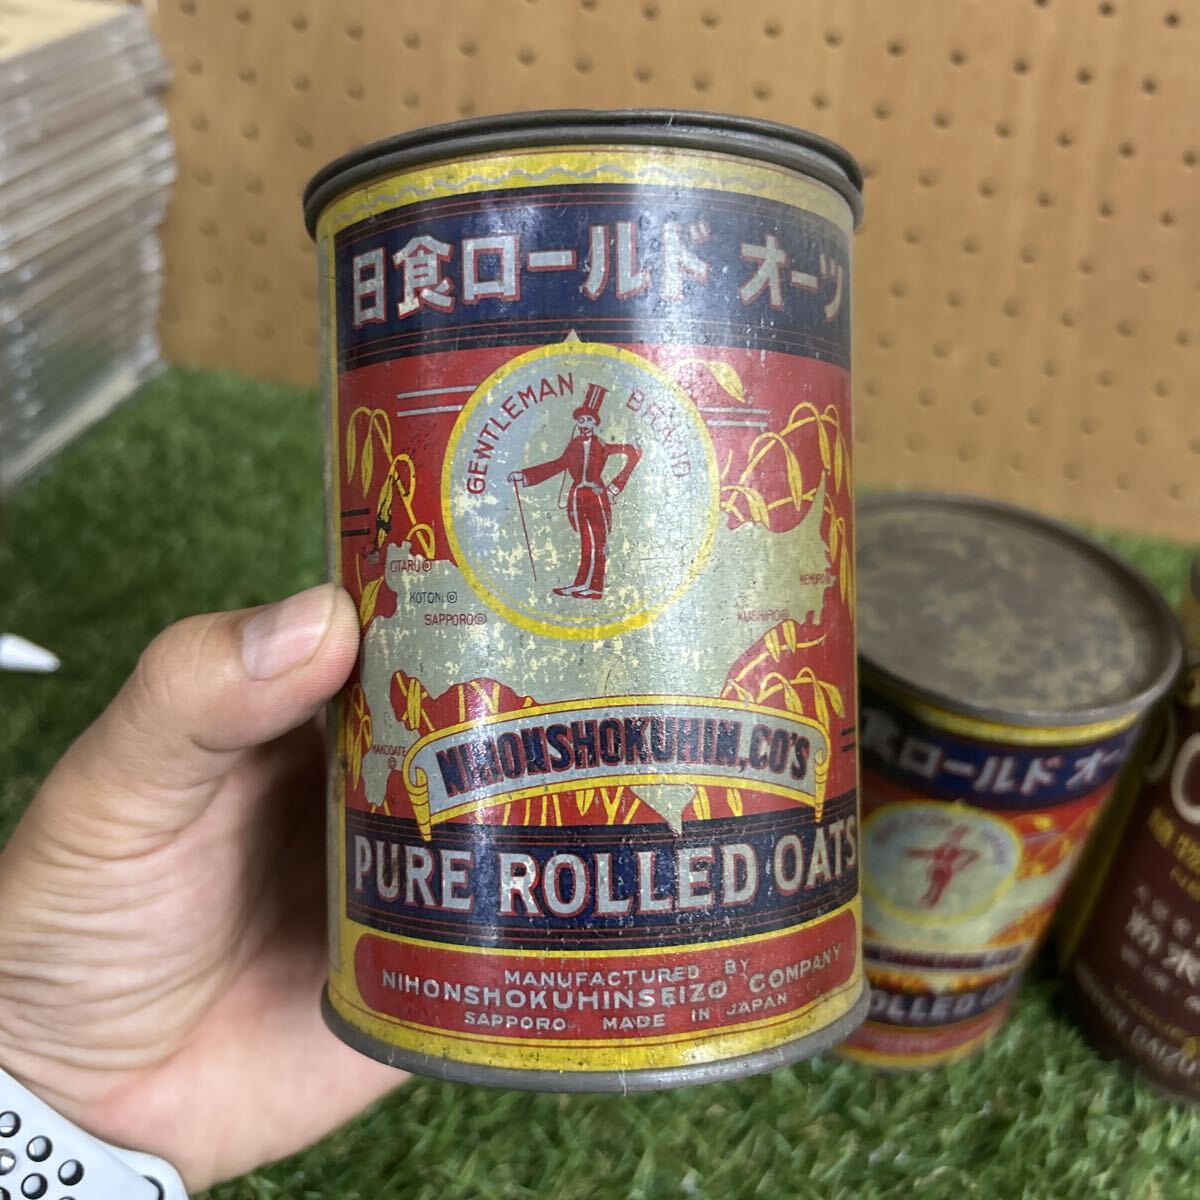 日食ロールド オーツ
GENTLEMAN BRAND
OTARU
KOTONI
SAPPORO
NEMURO
KUSHIRO
HAKODATE
NIHONSHOKUHIN,CO'S
PURE ROLLED OATS
MANUFACTURED BY
NIHONSHOKUHINSEIZO COMPANY
SAPPORO MADE IN JAPAN
食ロールド オー
ROLLED OA